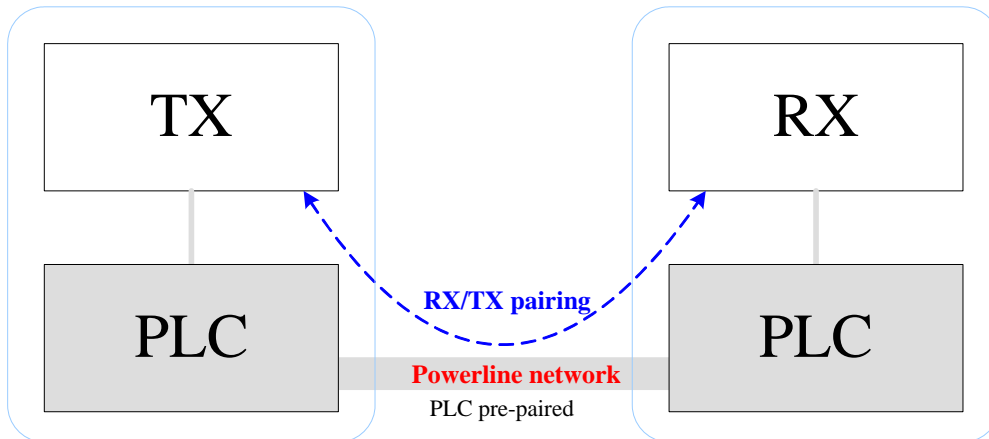 TX
RX
RX/TX pairing
PLC
PLC
Powerline network
PLC pre-paired